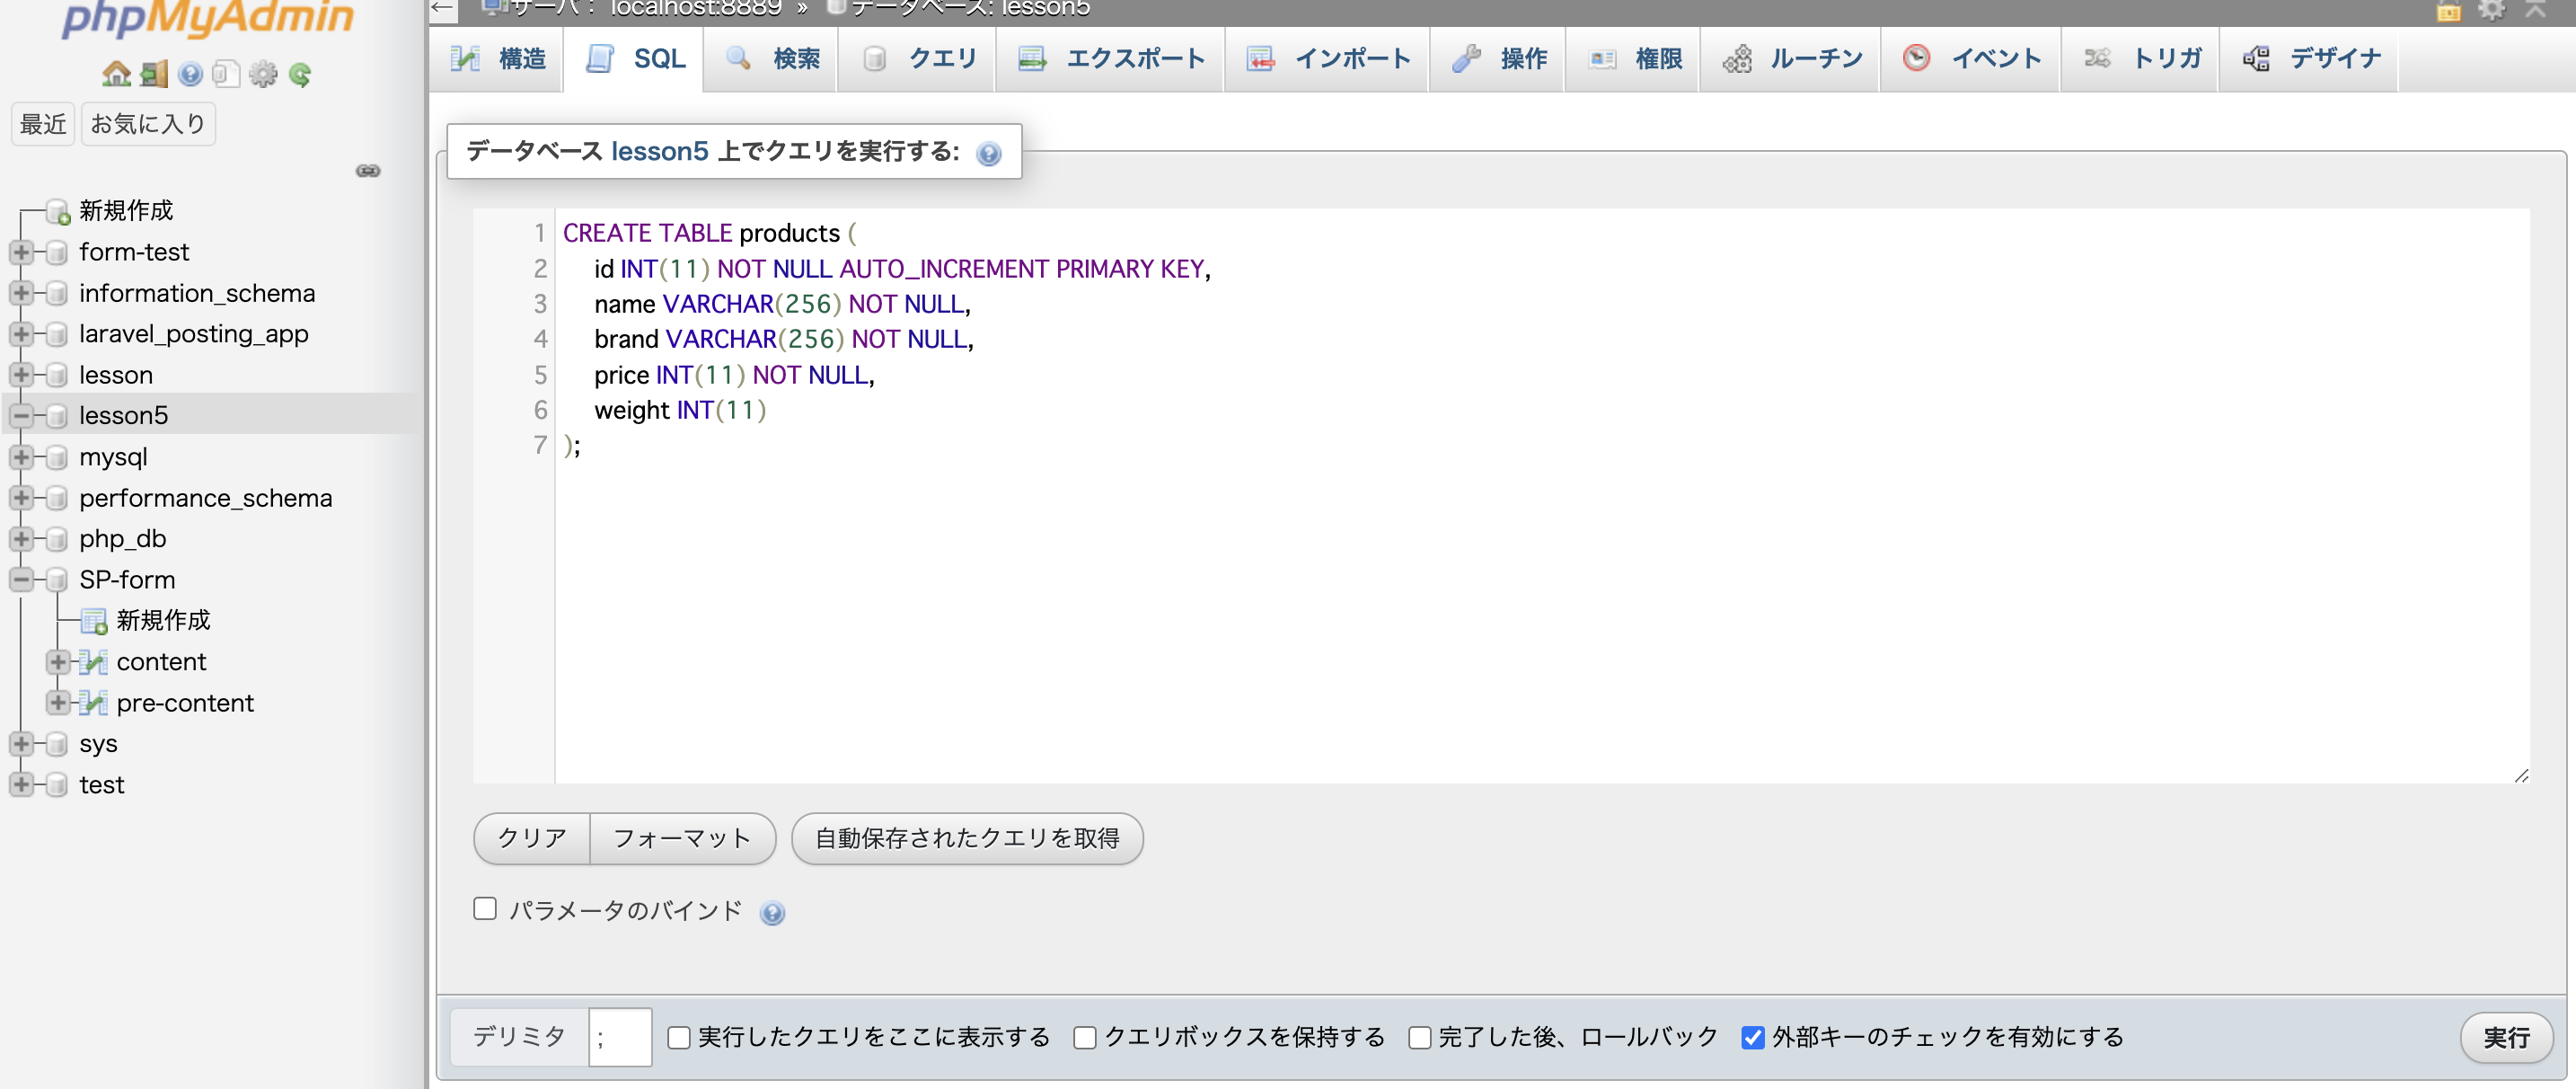 phpMyAdmin
最近 お気に入り
新規作成
form-test
information_schema
laravel_posting_app
lesson
lesson5
mysql
performance_schema
php_db
SP-form
新規作成
content
pre-content
sys
test
← サーバ： localhost:8889 » データベース: lesson5
構造 SQL 検索 クエリ エクスポート インポート 操作 権限 ルーチン イベント トリガ デザイナ
データベース lesson5 上でクエリを実行する:
1 CREATE TABLE products (
2 id INT(11) NOT NULL AUTO_INCREMENT PRIMARY KEY,
3 name VARCHAR(256) NOT NULL,
4 brand VARCHAR(256) NOT NULL,
5 price INT(11) NOT NULL,
6 weight INT(11)
7 );
クリア フォーマット 自動保存されたクエリを取得
パラメータのバインド
デリミタ ; 実行したクエリをここに表示する クエリボックスを保持する 完了した後、ロールバック 外部キーのチェックを有効にする 実行